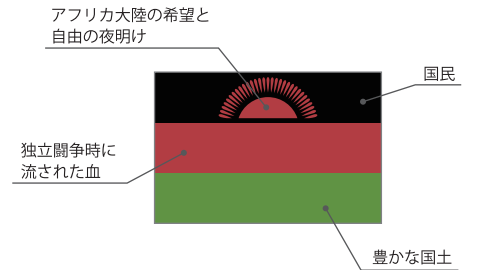 アフリカ大陸の希望と
自由の夜明け
国民
独立闘争時に
流された血
豊かな国土